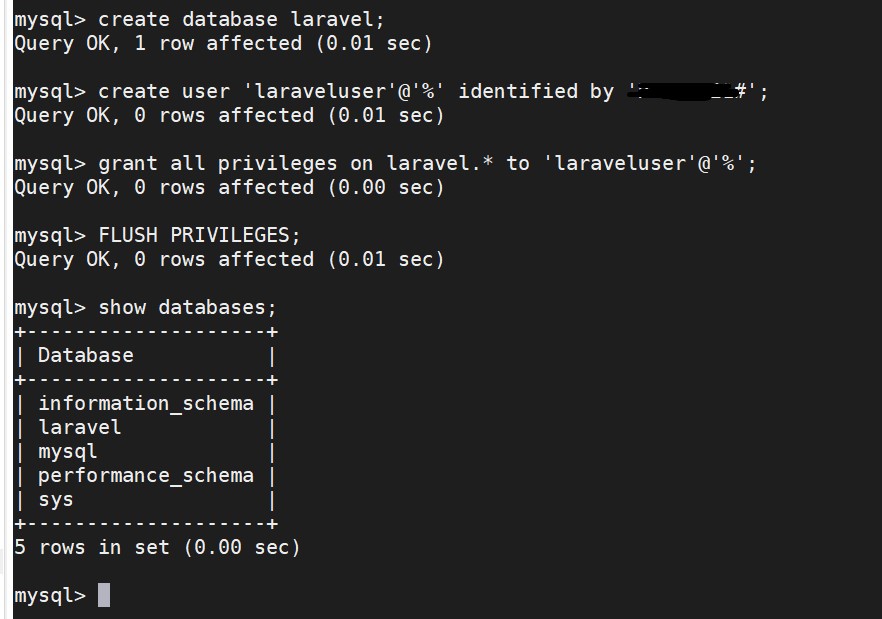 mysql> create database laravel;
Query OK, 1 row affected (0.01 sec)
mysql> create user 'laraveluser'@'%' identified by '#';
Query OK, 0 rows affected (0.01 sec)
mysql> grant all privileges on laravel.* to 'laraveluser'@'%';
Query OK, 0 rows affected (0.00 sec)
mysql> FLUSH PRIVILEGES;
Query OK, 0 rows affected (0.01 sec)
mysql> show databases;
+--------------------+
| Database           |
+--------------------+
| information_schema |
| laravel            |
| mysql              |
| performance_schema |
| sys                |
+--------------------+
5 rows in set (0.00 sec)
mysql>